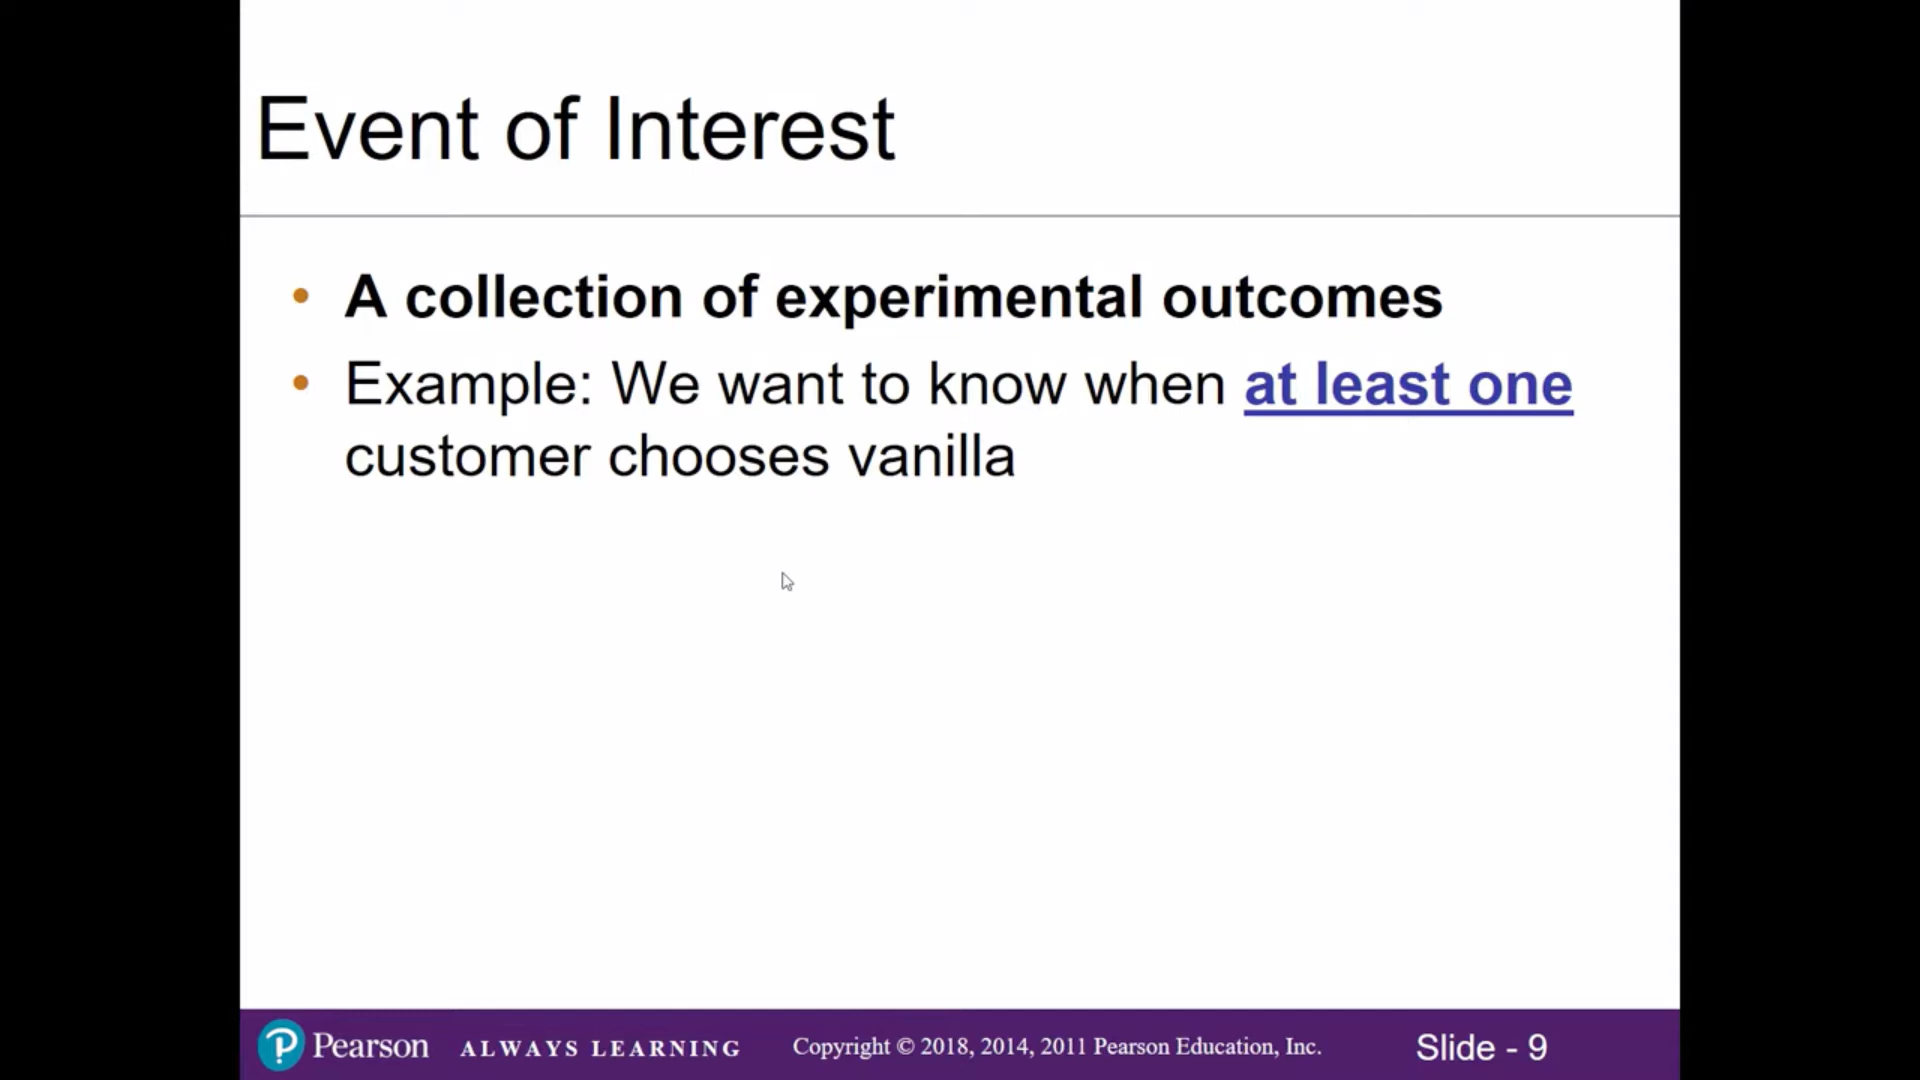 Event of Interest
• A collection of experimental outcomes
• Example: We want to know when at least one
customer chooses vanilla
Pearson ALWAYS LEARNING Copyright © 2018, 2014, 2011 Pearson Education, Inc. Slide - 9